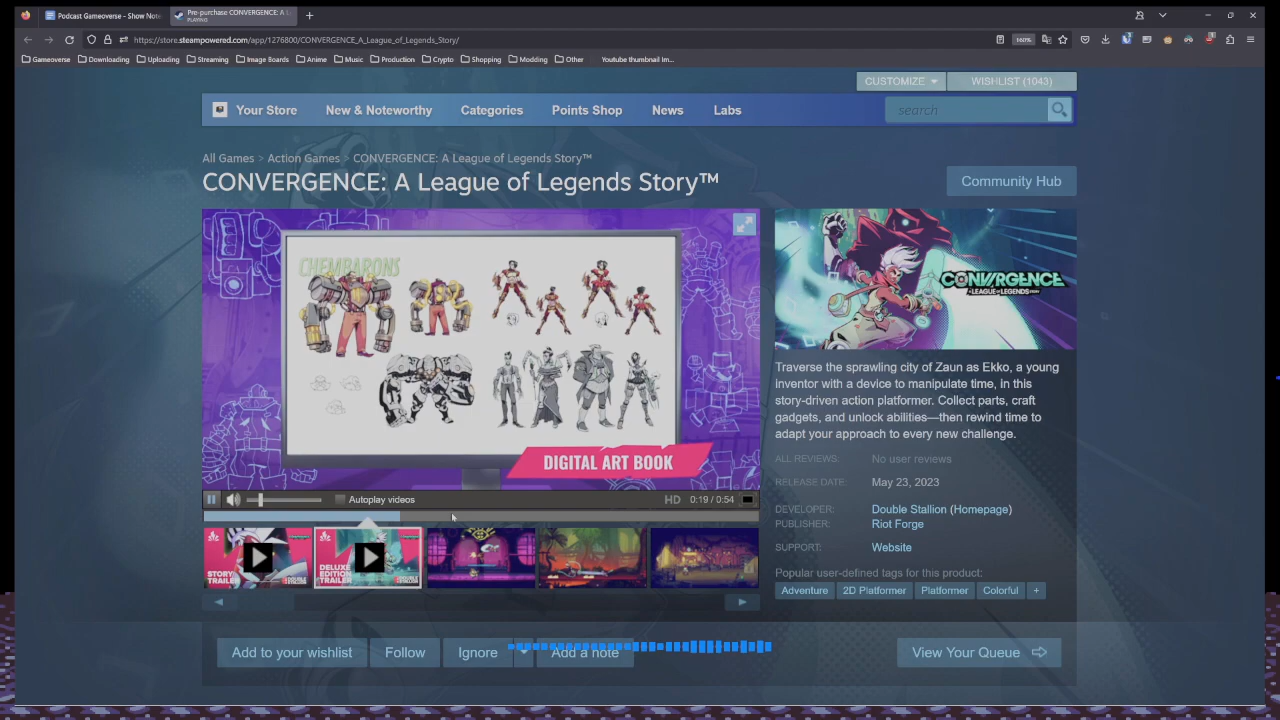 Podcast Gameoverse – Show Note
Pre-purchase CONVERGENCE: A L
PLAYING
https://store.steampowered.com/app/1276800/CONVERGENCE_A_League_of_Legends_Story/
160%
Gameoverse Downloading Uploading Streaming Image Boards Anime Music Production Crypto Shopping Modding Other Youtube thumbnail im...
CUSTOMIZE WISHLIST (1043)
Your Store New & Noteworthy Categories Points Shop News Labs search
All Games > Action Games > CONVERGENCE: A League of Legends Story™
CONVERGENCE: A League of Legends Story™
Community Hub
CHEMBARONS
DIGITAL ART BOOK
CONVERGENCE
A LEAGUE OF LEGENDS STORY
Traverse the sprawling city of Zaun as Ekko, a young
inventor with a device to manipulate time, in this
story-driven action platformer. Collect parts, craft
gadgets, and unlock abilities—then rewind time to
adapt your approach to every new challenge.
ALL REVIEWS: No user reviews
RELEASE DATE: May 23, 2023
DEVELOPER: Double Stallion (Homepage)
PUBLISHER: Riot Forge
SUPPORT: Website
Popular user-defined tags for this product:
Adventure 2D Platformer Platformer Colorful +
Autoplay videos HD 0:19 / 0:54
STORY
TRAILER
DELUXE
EDITION
TRAILER
Add to your wishlist Follow Ignore Add a note View Your Queue